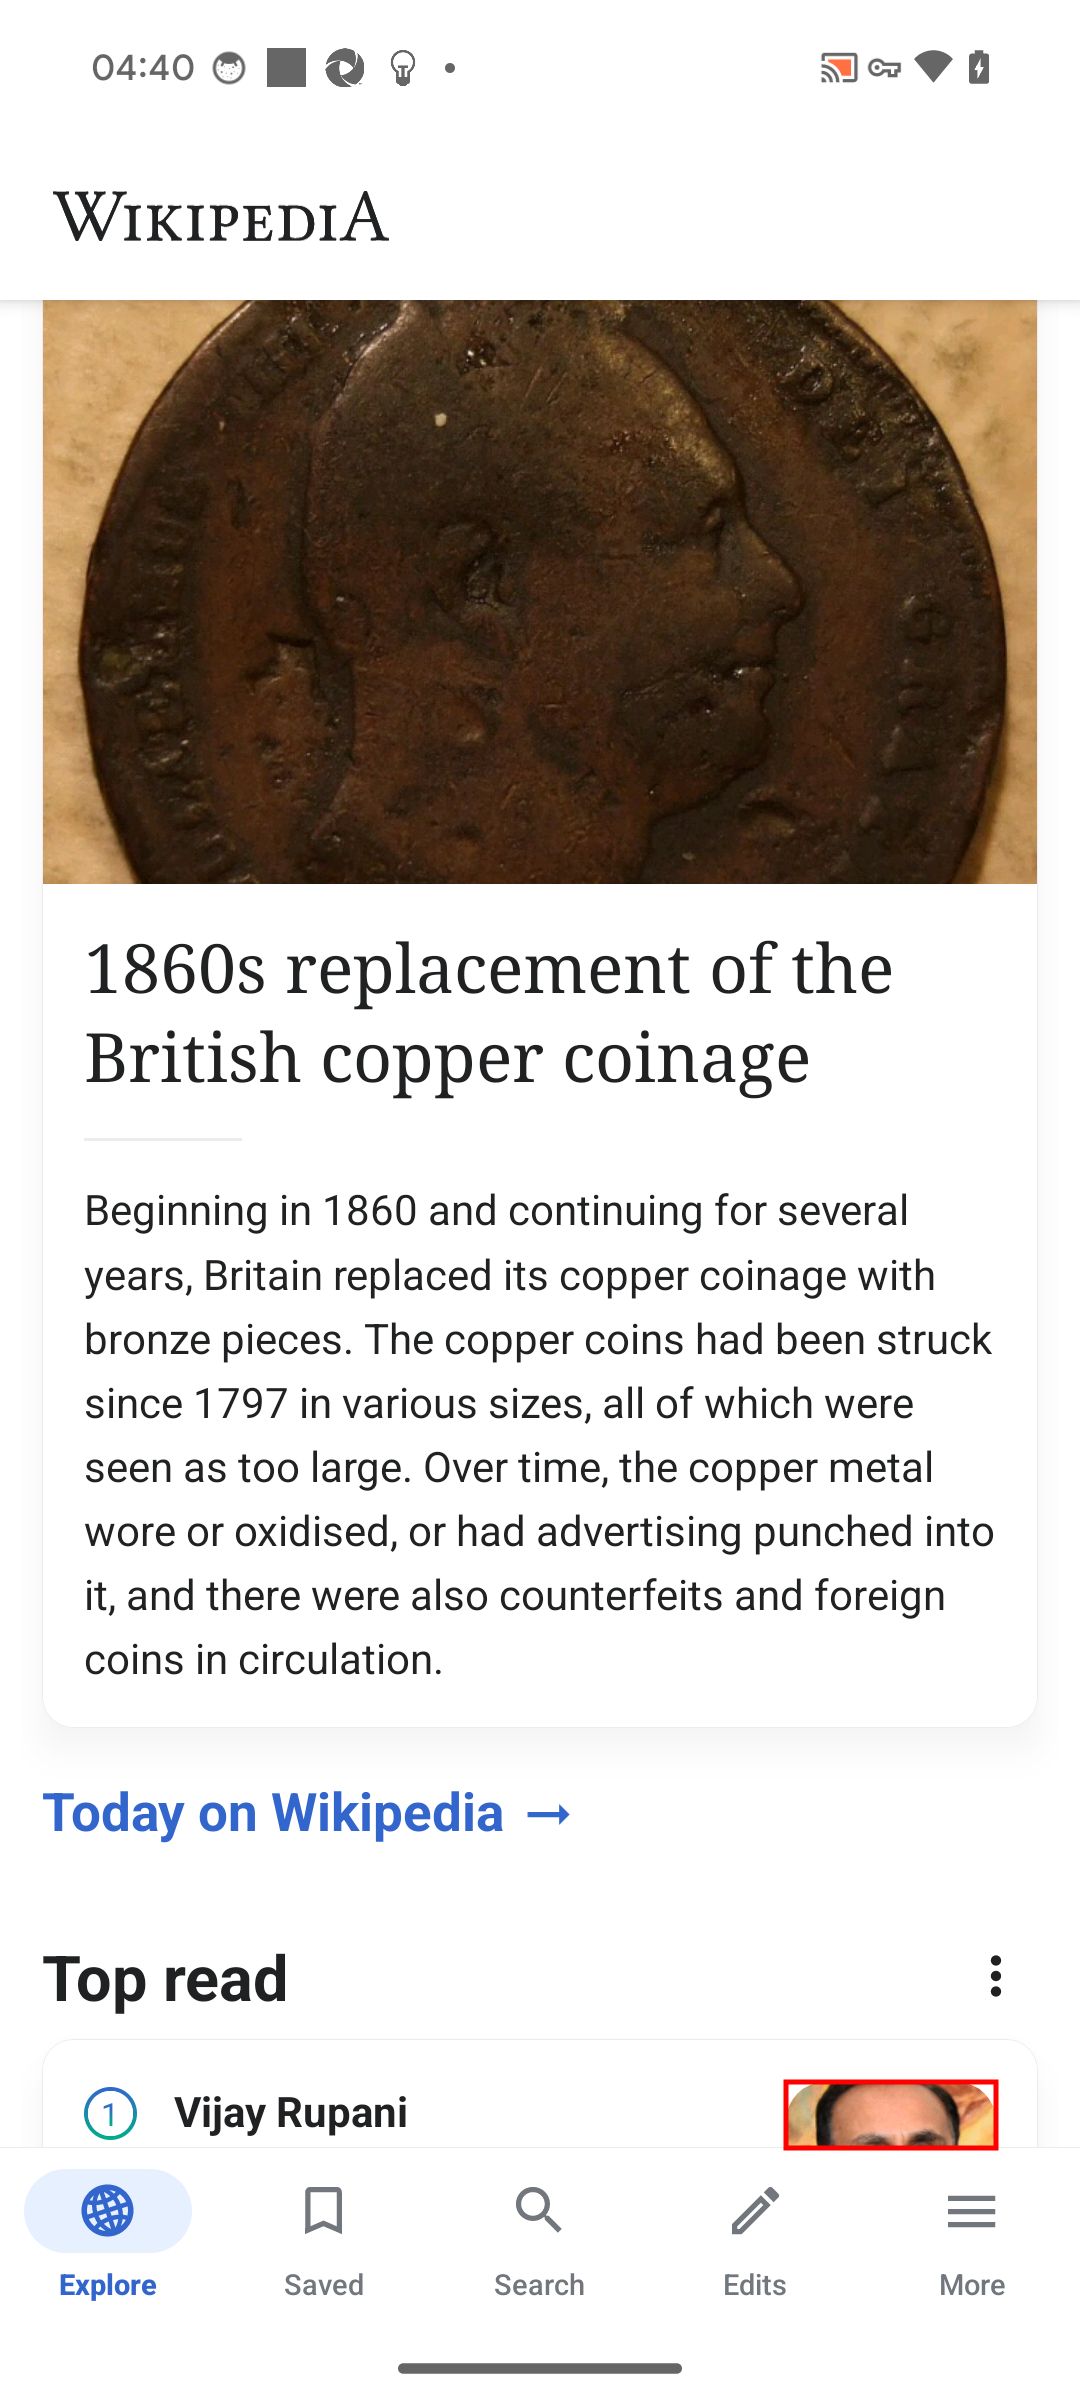 04:40
WIKIPEDIA
1860s replacement of the
British copper coinage
Beginning in 1860 and continuing for several
years, Britain replaced its copper coinage with
bronze pieces. The copper coins had been struck
since 1797 in various sizes, all of which were
seen as too large. Over time, the copper metal
wore or oxidised, or had advertising punched into
it, and there were also counterfeits and foreign
coins in circulation.
Today on Wikipedia →
Top read
1 Vijay Rupani
Explore Saved Search Edits More